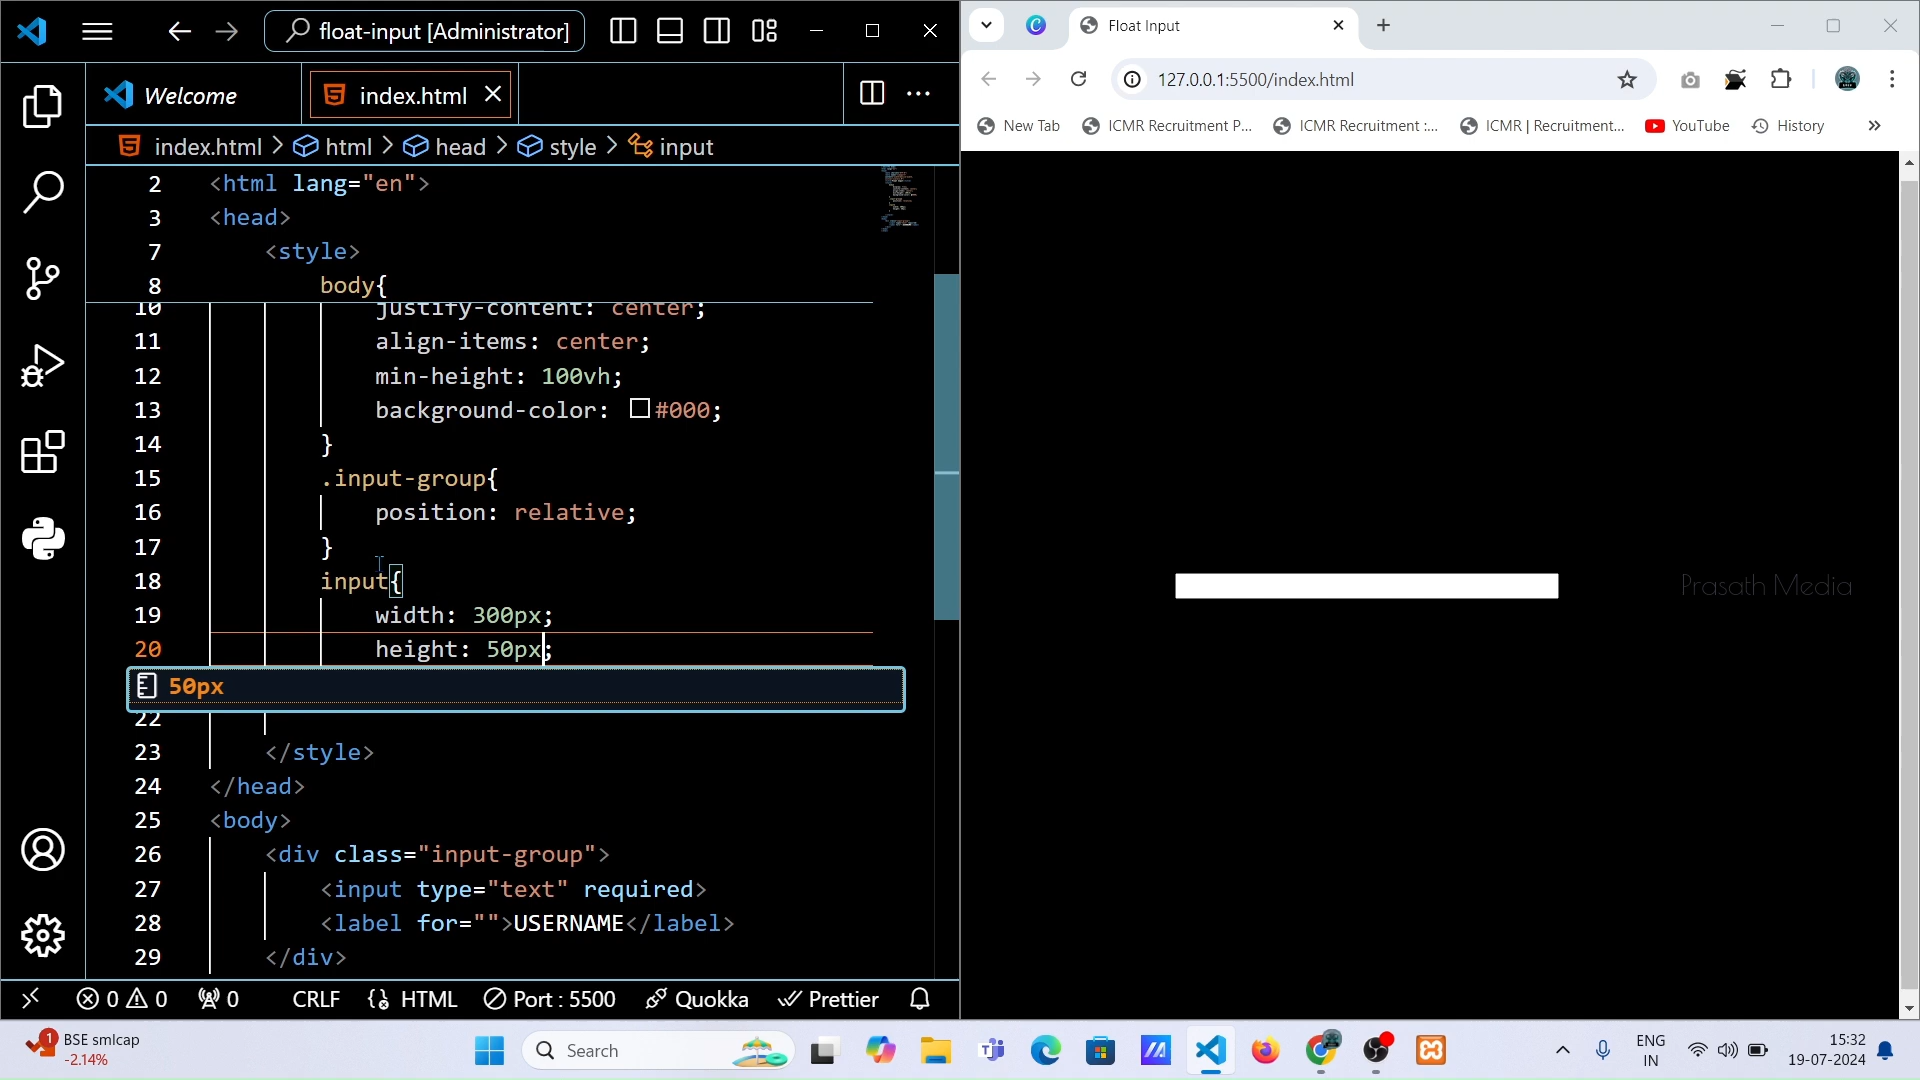 float-input [Administrator]
Welcome
index.html
index.html > html > head > style > input
2 <html lang="en">
3 <head>
7 <style>
8 body{
10 justify-content: center;
11 align-items: center;
12 min-height: 100vh;
13 background-color: #000;
14 }
15 .input-group{
16 position: relative;
17 }
18 input{
19 width: 300px;
20 height: 50px;
50px
22
23 </style>
24 </head>
25 <body>
26 <div class="input-group">
27 <input type="text" required>
28 <label for="">USERNAME</label>
29 </div>
0 0 0 CRLF HTML Port : 5500 Quokka Prettier
Float Input
127.0.0.1:5500/index.html
New Tab ICMR Recruitment P... ICMR Recruitment :... ICMR | Recruitment... YouTube History »
Prasath Media
1 BSE smlcap
-2.14%
Search
ENG
IN
15:32
19-07-2024